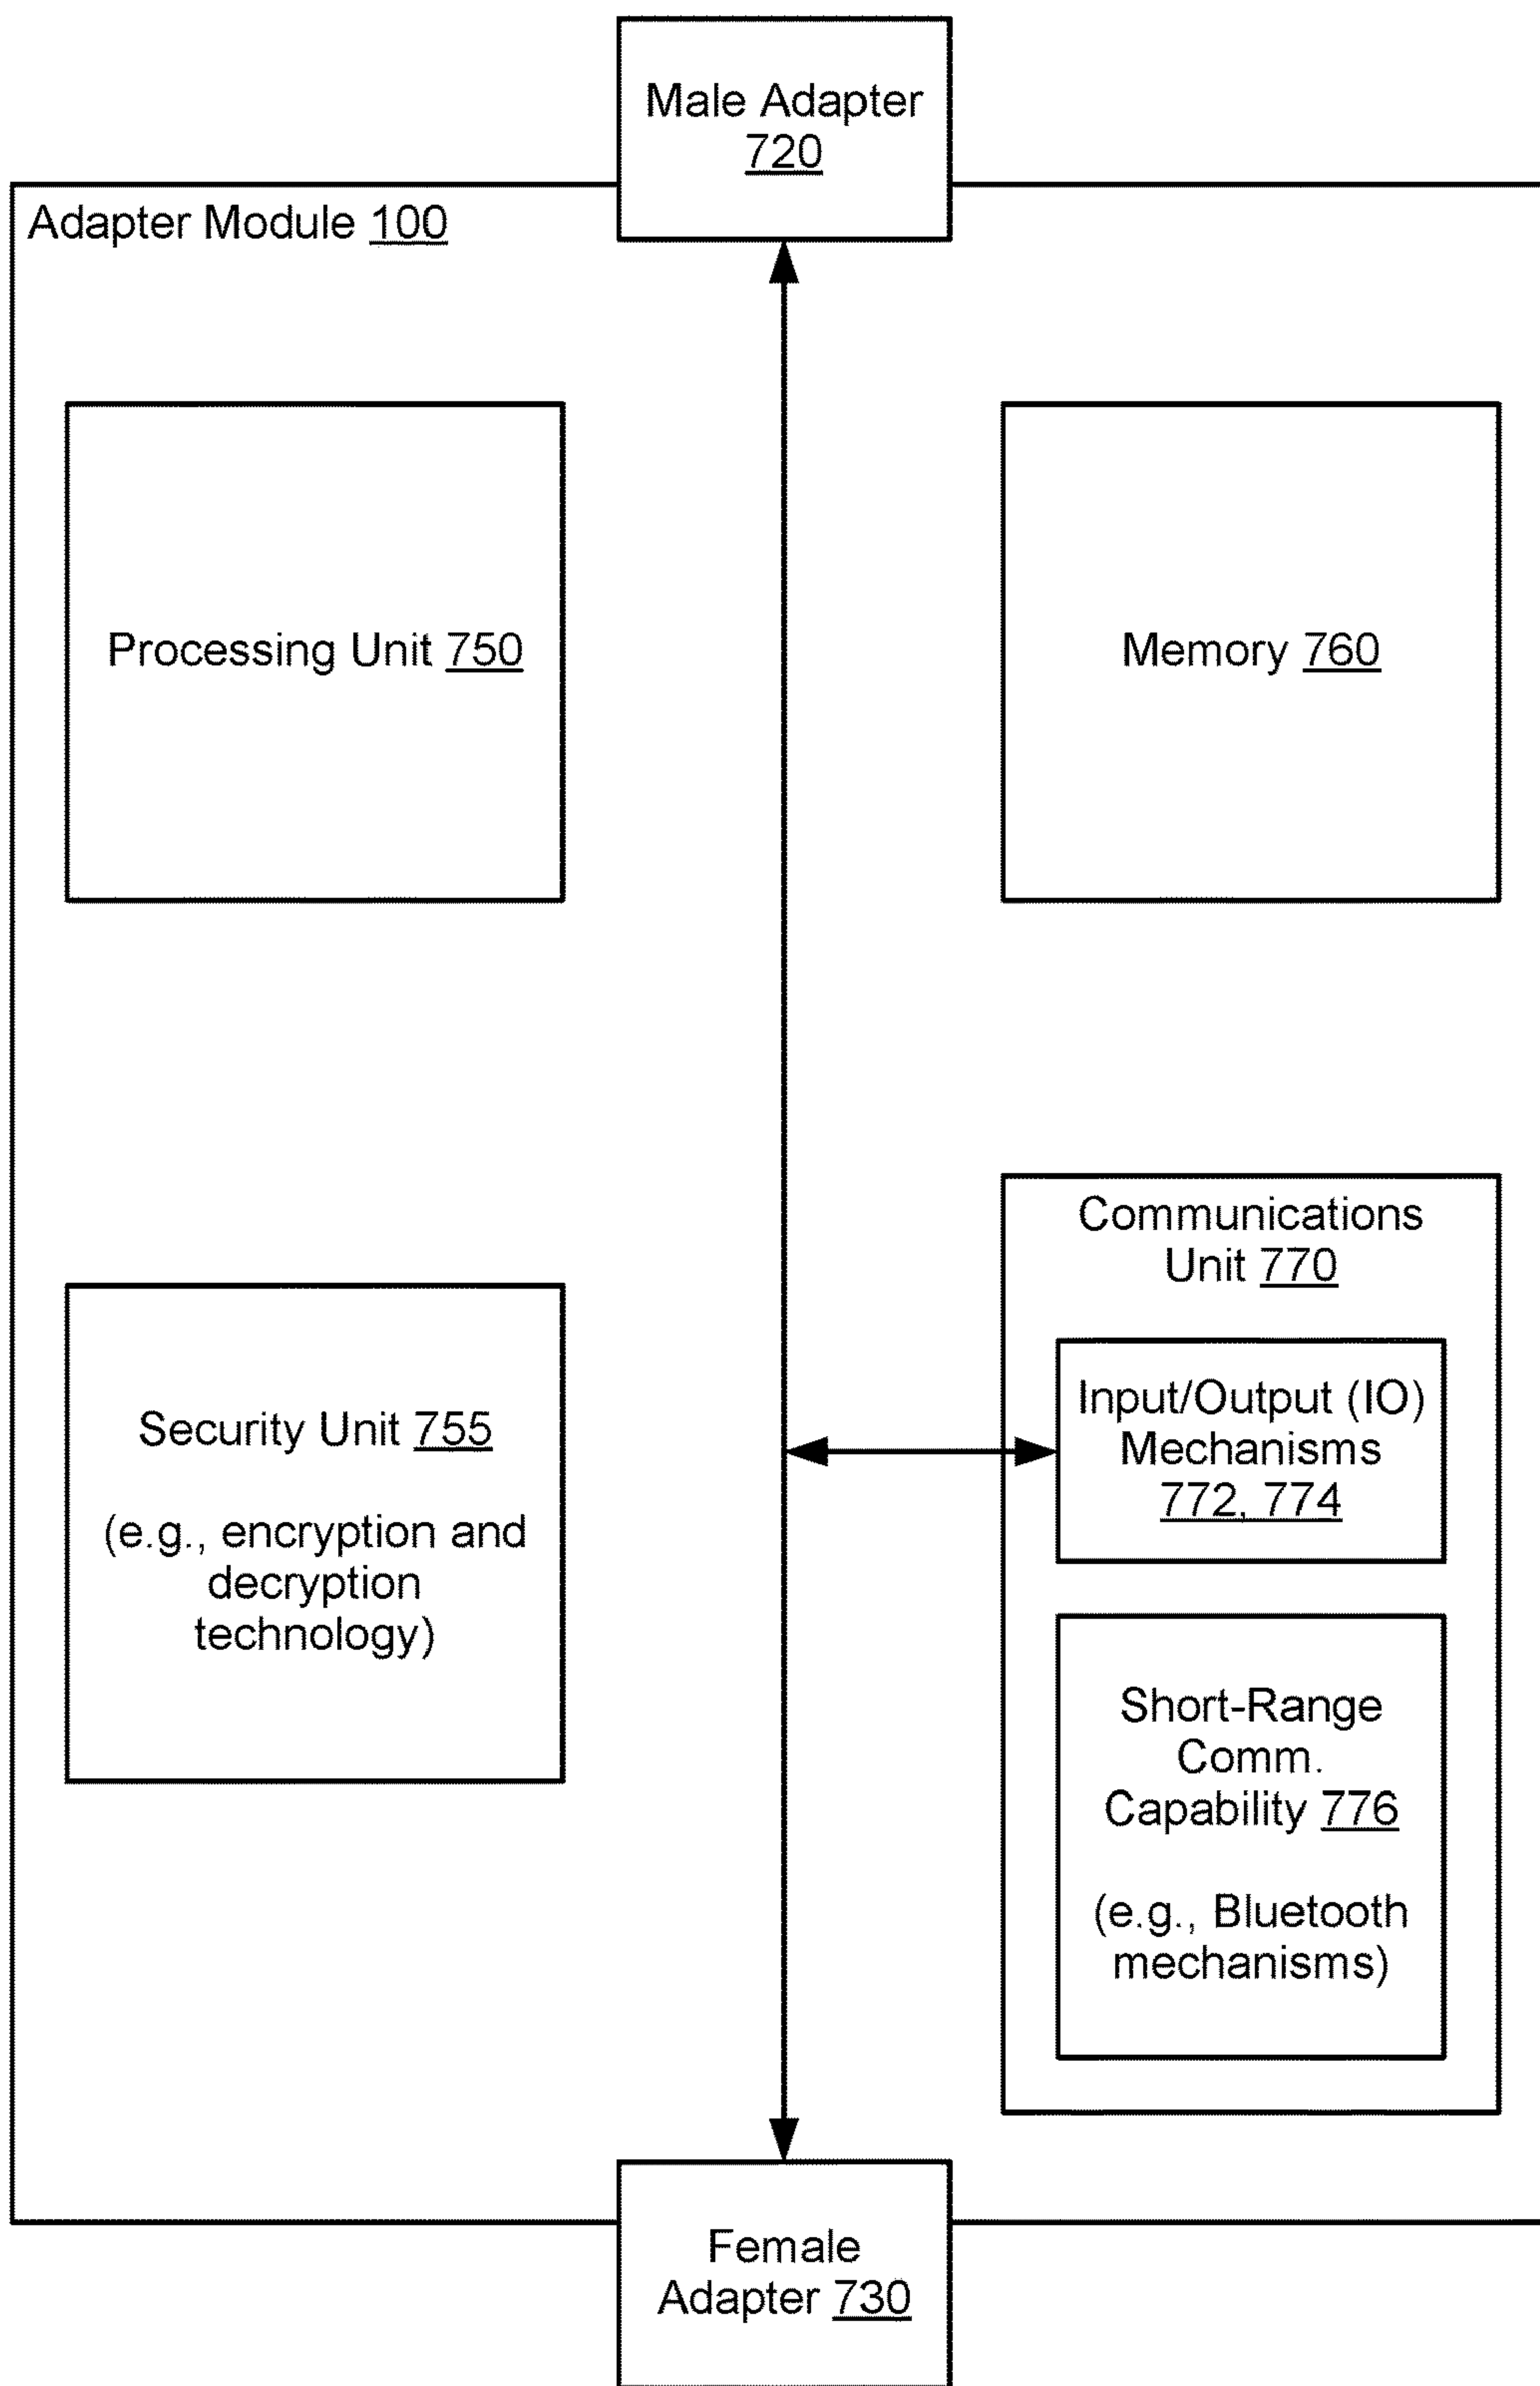 Male Adapter
720
Adapter Module 100
Processing Unit 750
Memory 760
Communications
Unit 770
Input/Output (IO)
Mechanisms
772, 774
Security Unit 755
(e.g., encryption and
decryption
technology)
Short-Range
Comm.
Capability 776
(e.g., Bluetooth
mechanisms)
Female
Adapter 730